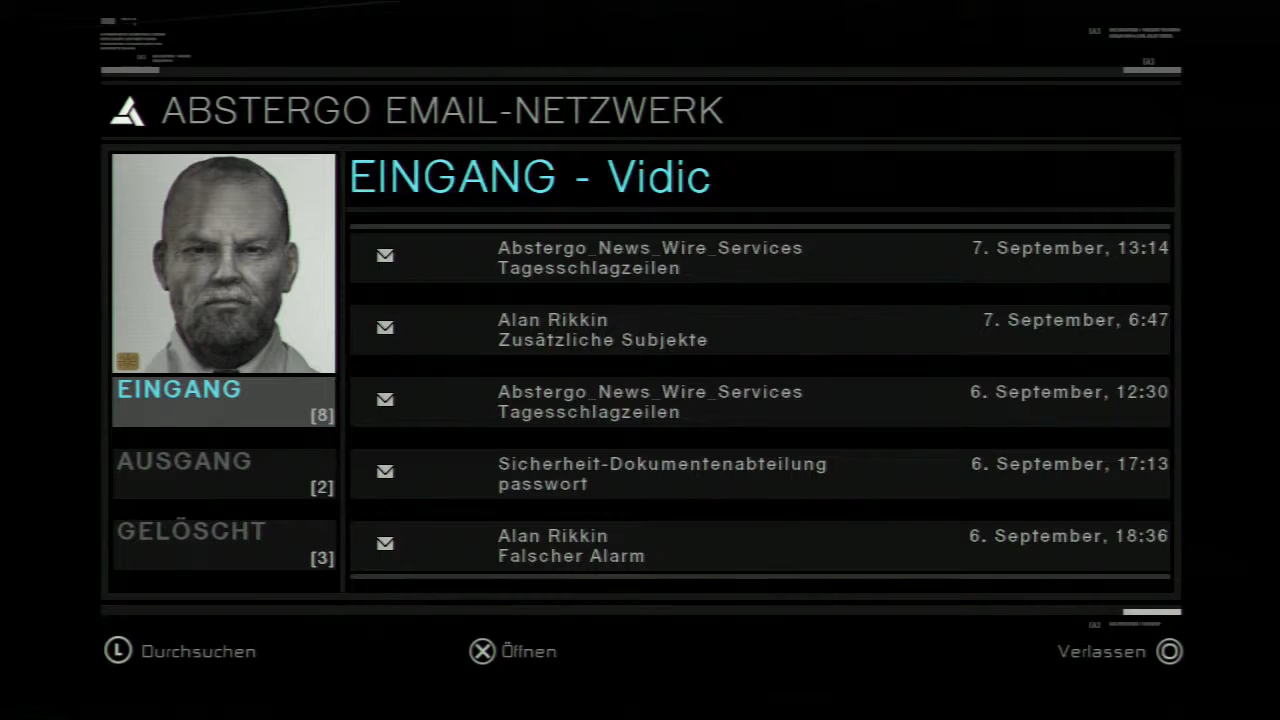 ABSTERGO EMAIL-NETZWERK
EINGANG - Vidic
EINGANG
[8]
AUSGANG
[2]
GELÖSCHT
[3]
Abstergo_News_Wire_Services
7. September, 13:14
Tagesschlagzeilen
Alan Rikkin
7. September, 6:47
Zusätzliche Subjekte
Abstergo_News_Wire_Services
6. September, 12:30
Tagesschlagzeilen
Sicherheit-Dokumentenabteilung
6. September, 17:13
passwort
Alan Rikkin
6. September, 18:36
Falscher Alarm
L Durchsuchen
Öffnen
Verlassen